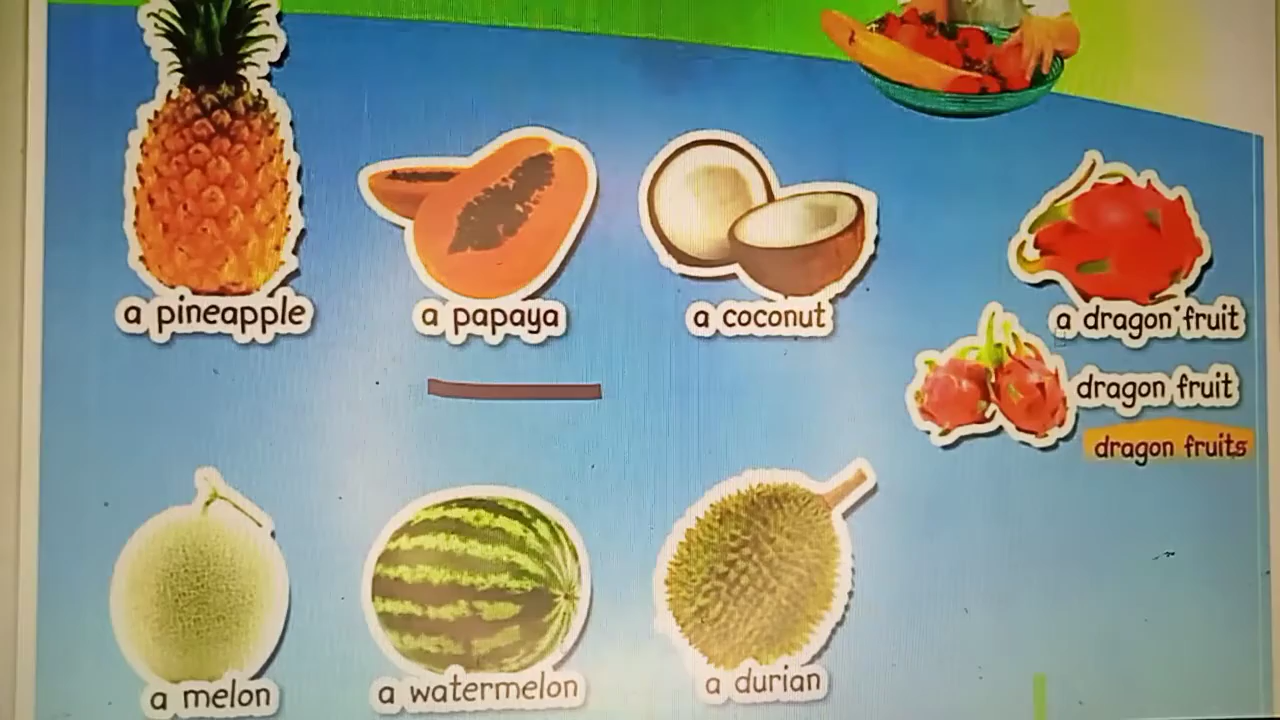 a pineapple
a papaya
a coconut
a dragon fruit
dragon fruit
dragon fruits
a melon
a watermelon
a durian